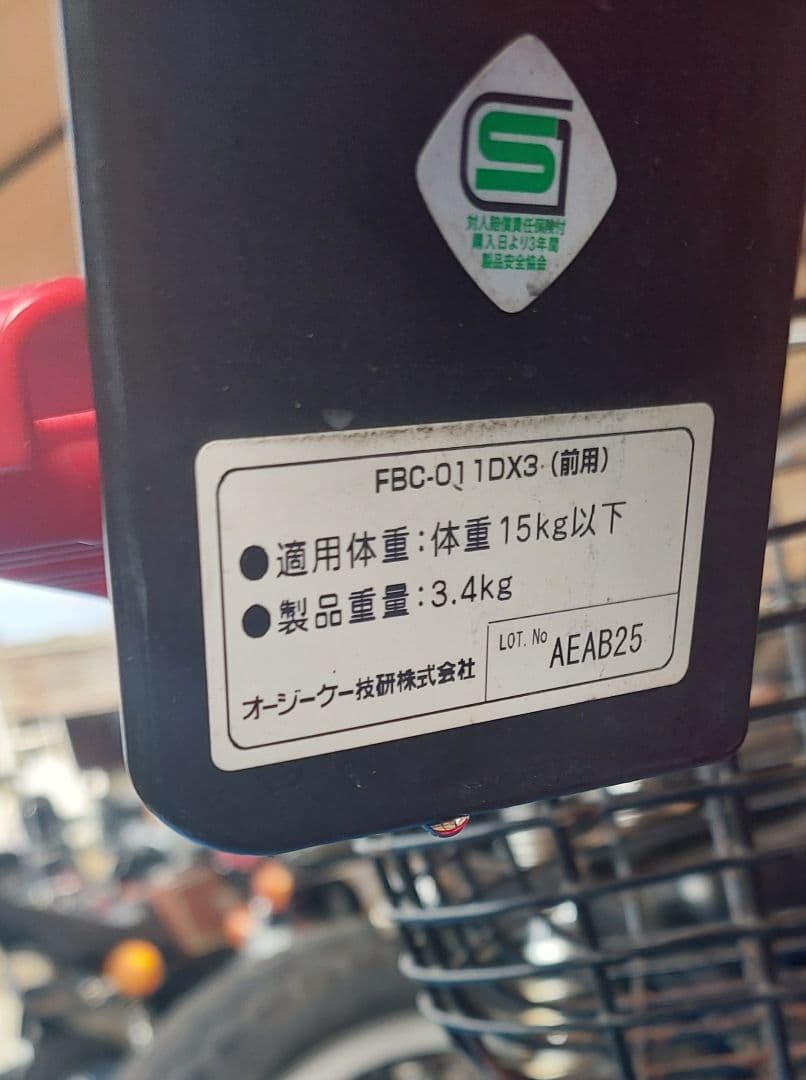 SG
対人賠償責任保険付
購入日より3年間
製品安全協会
FBC-011DX3 (前用)
●適用体重:体重15kg以下
●製品重量:3.4kg
オージーケー技研株式会社
LOT. No AEAB25